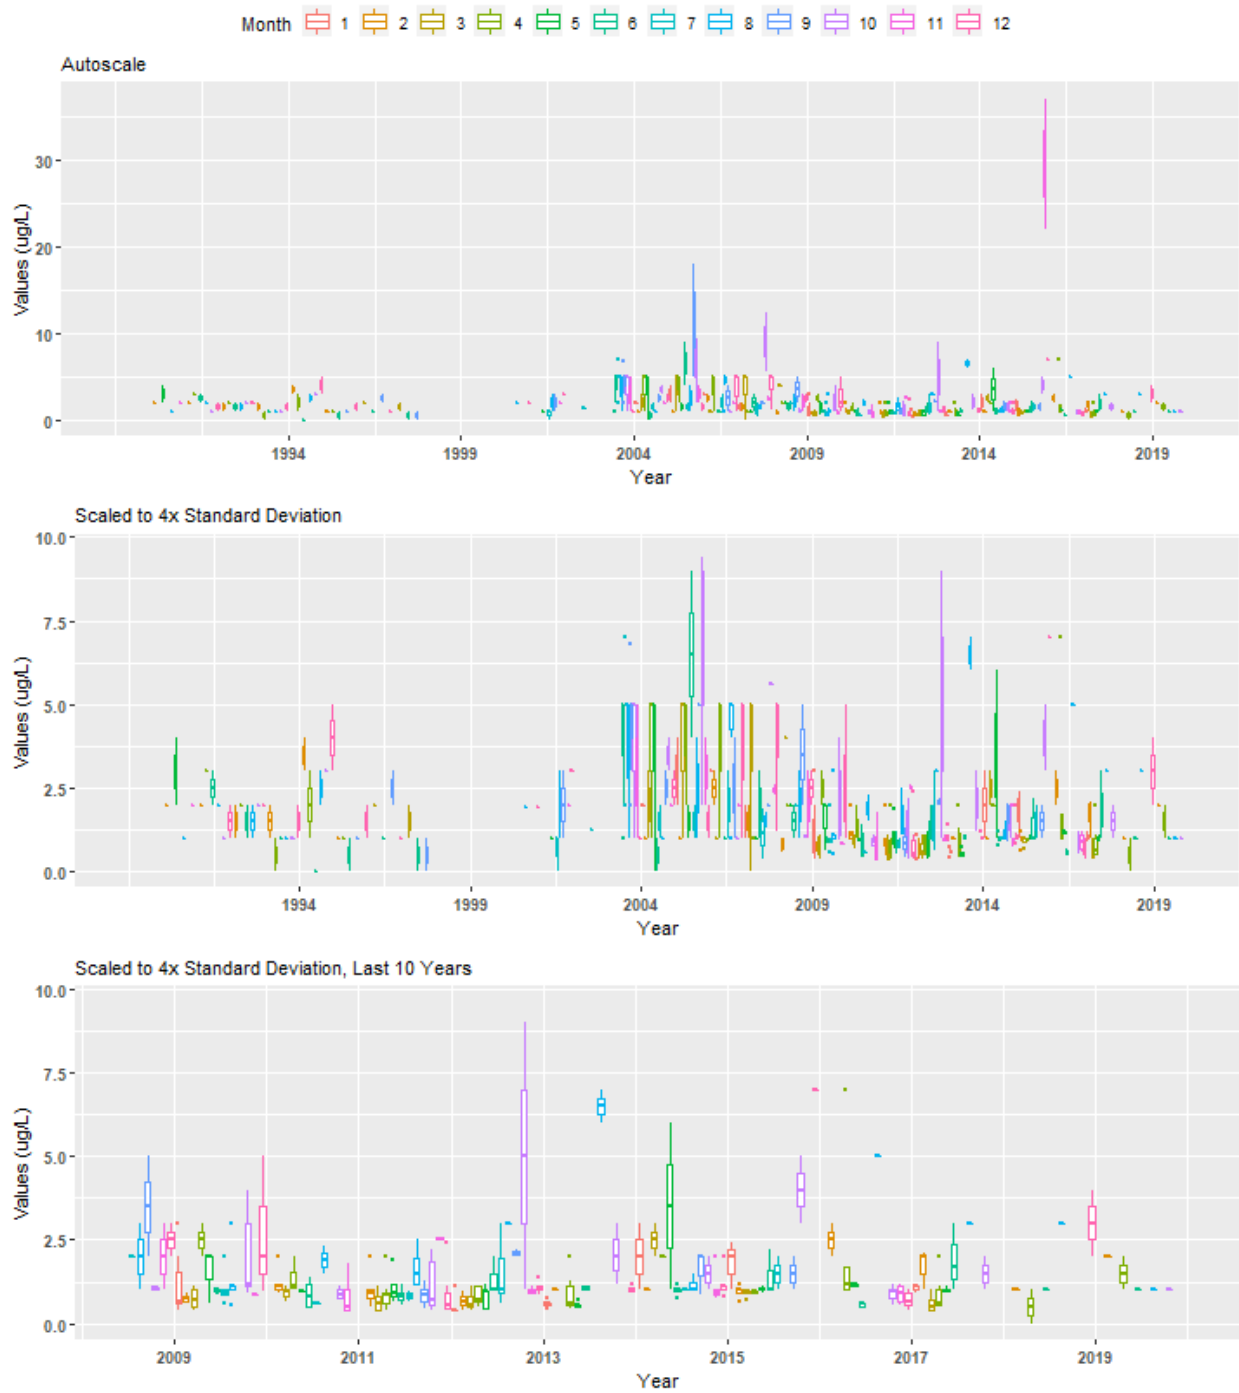 Month 1 2 3 4 5 6 7 8 9 10 11 12
Autoscale
Values (ug/L)
30
20
10
0
1994 1999 2004 2009 2014 2019
Year
Scaled to 4x Standard Deviation
Values (ug/L)
10.0
7.5
5.0
2.5
0.0
1994 1999 2004 2009 2014 2019
Year
Scaled to 4x Standard Deviation, Last 10 Years
Values (ug/L)
10.0
7.5
5.0
2.5
0.0
2009 2011 2013 2015 2017 2019
Year